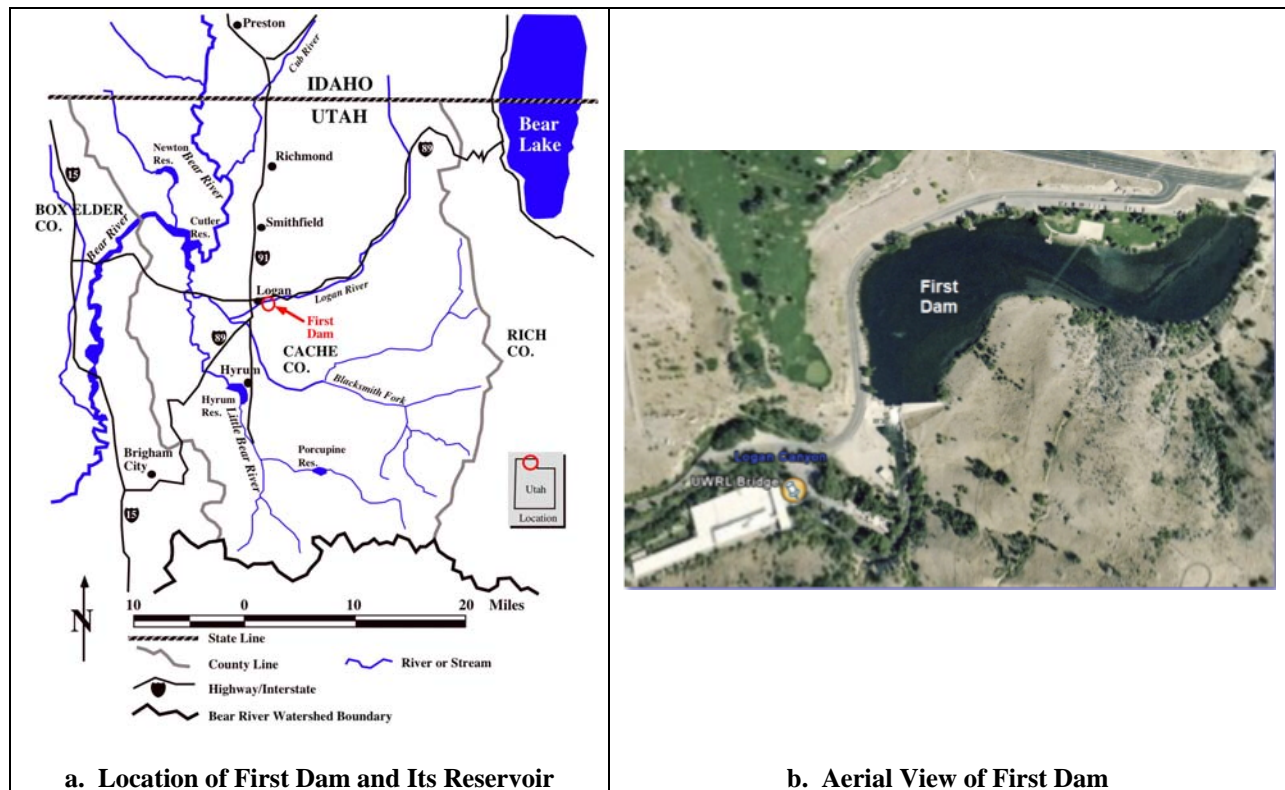 Preston
Cub River
IDAHO
UTAH
Bear
Lake
Newton
Res.
Bear River
Richmond
89
15
BOX ELDER
CO.
Bear River
Cutler
Res.
Smithfield
91
Logan
Logan River
First
Dam
RICH
CO.
89
CACHE
CO.
Hyrum
Blacksmith Fork
Hyrum
Res.
Little Bear River
Porcupine
Res.
Brigham
City
Utah
Location
15
N
10 0 10 20 Miles
State Line
County Line
River or Stream
Highway/Interstate
Bear River Watershed Boundary
a. Location of First Dam and Its Reservoir
First
Dam
Logan Canyon
UWRL Bridge
b. Aerial View of First Dam